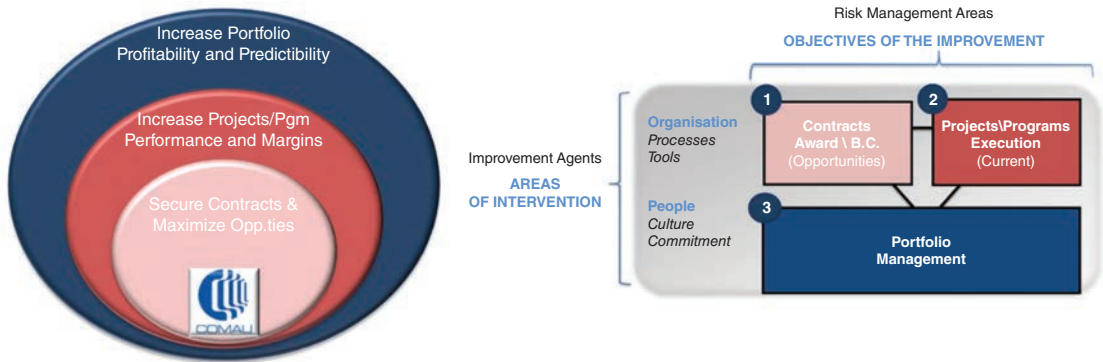 Increase Portfolio
Profitability and Predictibility
Increase Projects/Pgm
Performance and Margins
Secure Contracts &
Maximize Opp.ties
COMAU
Risk Management Areas
OBJECTIVES OF THE IMPROVEMENT
Improvement Agents
AREAS
OF INTERVENTION
Organisation
Processes
Tools
People
Culture
Commitment
1
Contracts
Award \ B.C.
(Opportunities)
2
Projects\Programs
Execution
(Current)
3
Portfolio
Management